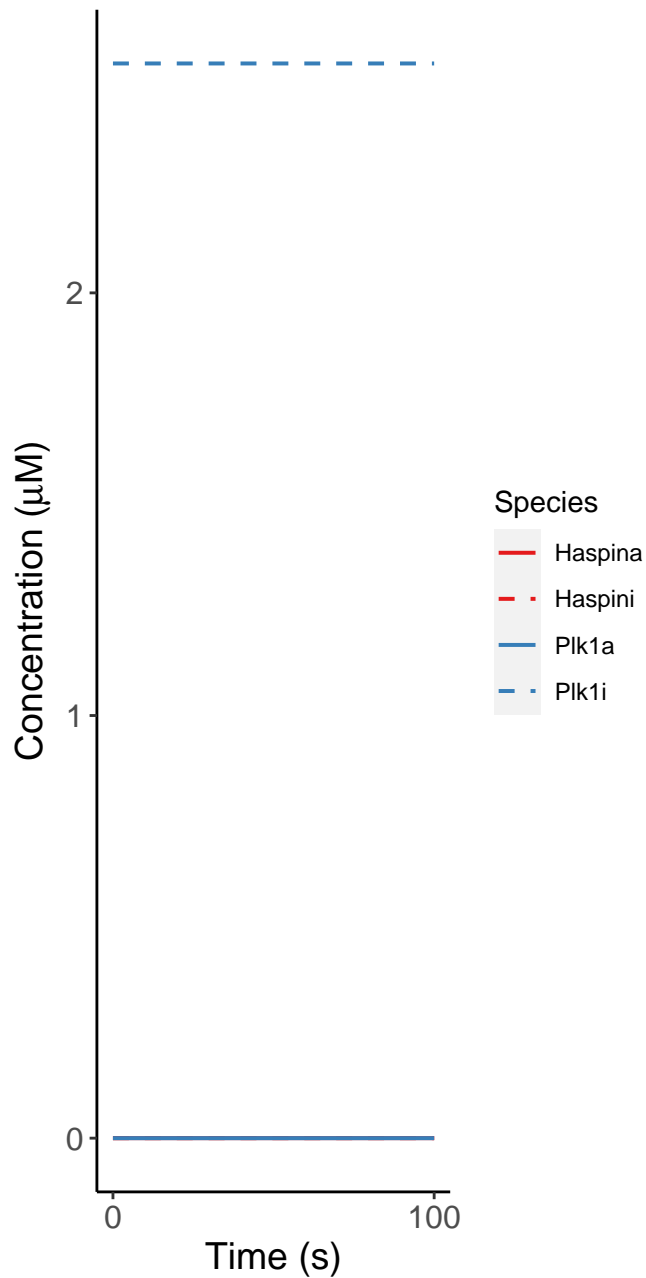 2
1
0
0
100
Time (s)
Concentration (μM)
Species
Haspina
Haspini
Plk1a
Plk1i